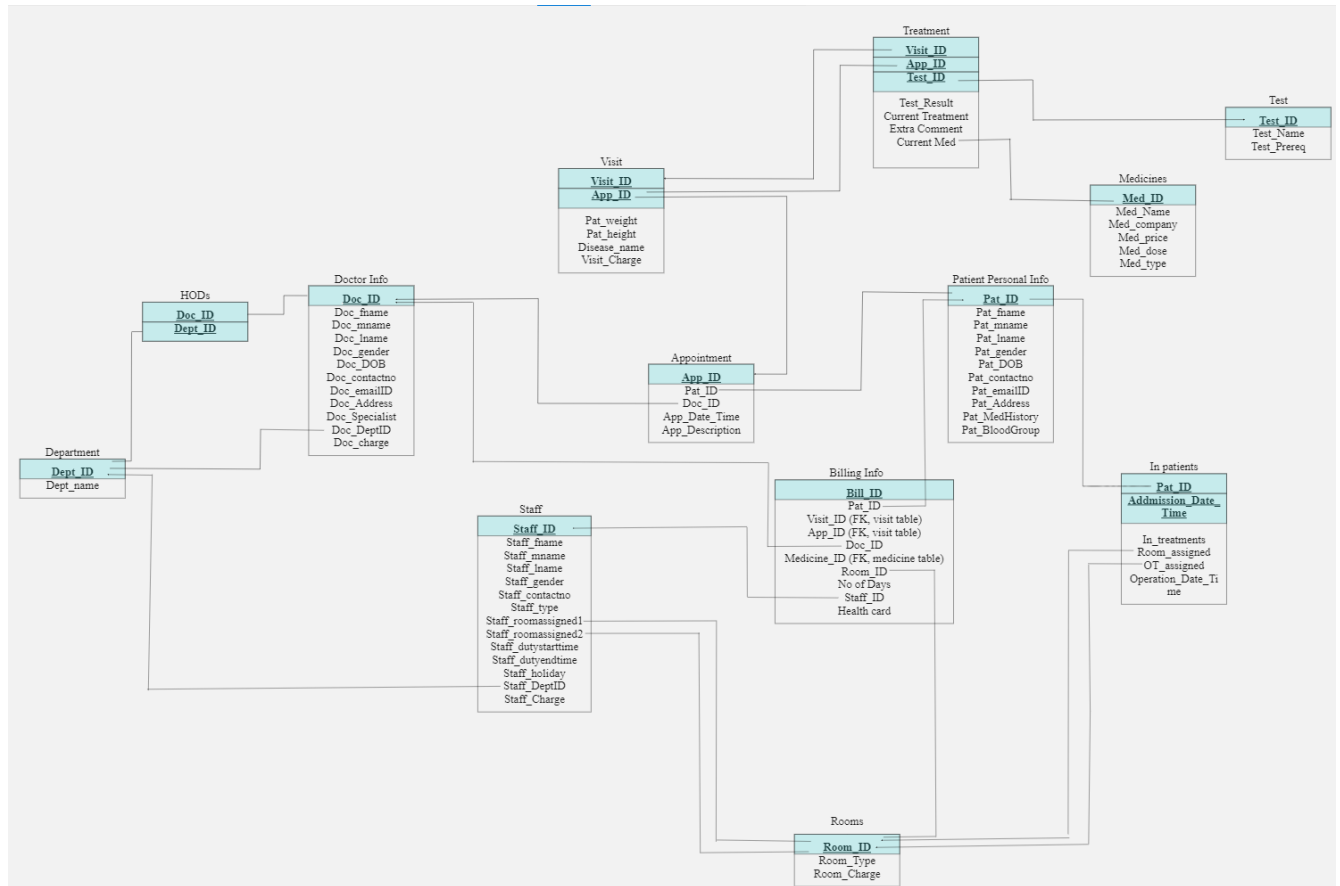 Treatment
Visit_ID
App_ID
Test_ID
Test_Result
Current Treatment
Extra Comment
Current Med
Test
Test_ID
Test_Name
Test_Prereq
Visit
Visit_ID
App_ID
Pat_weight
Pat_height
Disease_name
Visit_Charge
Medicines
Med_ID
Med_Name
Med_company
Med_price
Med_dose
Med_type
HODs
Doc_ID
Dept_ID
Doctor Info
Doc_ID
Doc_fname
Doc_mname
Doc_lname
Doc_gender
Doc_DOB
Doc_contactno
Doc_emailID
Doc_Address
Doc_Specialist
Doc_DeptID
Doc_charge
Patient Personal Info
Pat_ID
Pat_fname
Pat_mname
Pat_lname
Pat_gender
Pat_DOB
Pat_contactno
Pat_emailID
Pat_Address
Pat_MedHistory
Pat_BloodGroup
Appointment
App_ID
Pat_ID
Doc_ID
App_Date_Time
App_Description
Department
Dept_ID
Dept_name
Billing Info
Bill_ID
Pat_ID
Visit_ID (FK, visit table)
App_ID (FK, visit table)
Doc_ID
Medicine_ID (FK, medicine table)
Room_ID
No of Days
Staff_ID
Health card
In patients
Pat_ID
Addmission_Date_
Time
In_treatments
Room_assigned
OT_assigned
Operation_Date_Ti
me
Staff
Staff_ID
Staff_fname
Staff_mname
Staff_lname
Staff_gender
Staff_contactno
Staff_type
Staff_roomassigned1
Staff_roomassigned2
Staff_dutystarttime
Staff_dutyendtime
Staff_holiday
Staff_DeptID
Staff_Charge
Rooms
Room_ID
Room_Type
Room_Charge